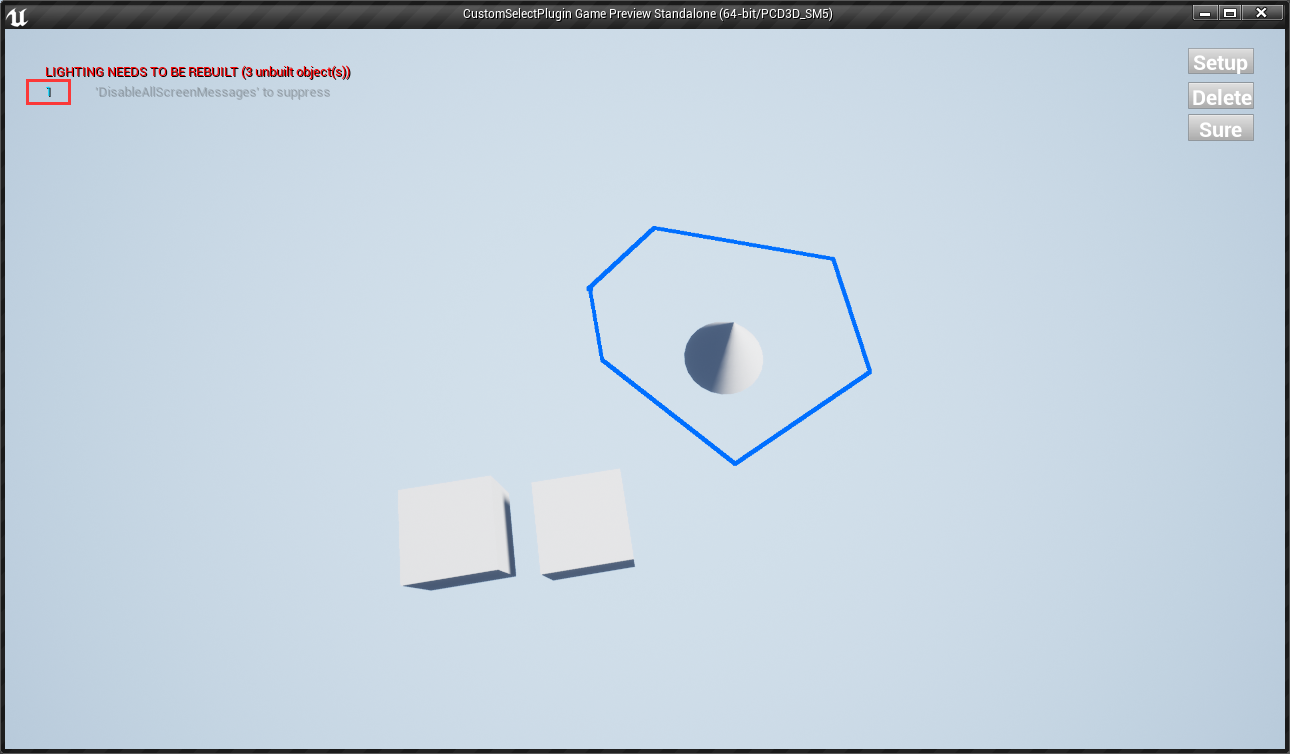 CustomSelectPlugin Game Preview Standalone (64-bit/PCD3D_SM5)
LIGHTING NEEDS TO BE REBUILT (3 unbuilt object(s))
1 'DisableAllScreenMessages' to suppress
Setup
Delete
Sure